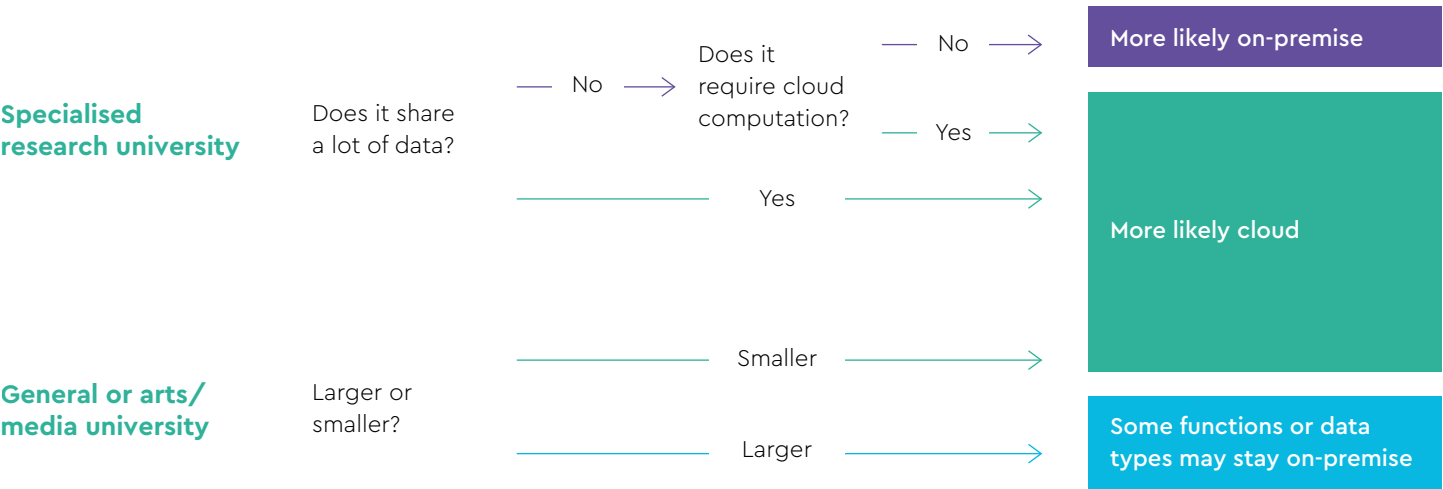 Specialised
research university
Does it share
a lot of data?
No
Does it
require cloud
computation?
No
More likely on-premise
Yes
Yes
More likely cloud
General or arts/
media university
Larger or
smaller?
Smaller
Larger
Some functions or data
types may stay on-premise